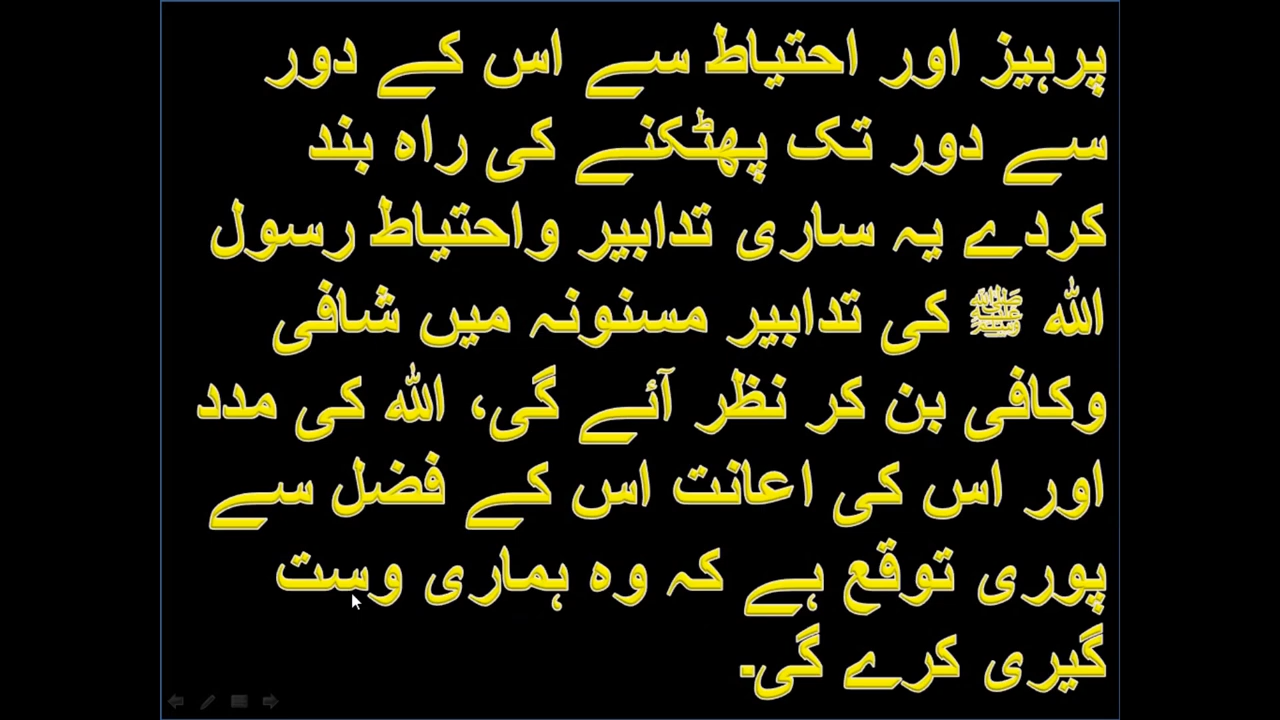 پرہیز اور احتیاط سے اس کے دور
سے دور تک پھٹکنے کی راہ بند
کردے یہ ساری تدابیر واحتیاط رسول
اللہ ﷺ کی تدابیر مسنونہ میں شافی
وکافی بن کر نظر آئے گی، اللہ کی مدد
اور اس کی اعانت اس کے فضل سے
پوری توقع ہے کہ وہ ہماری وست
گیری کرے گی۔